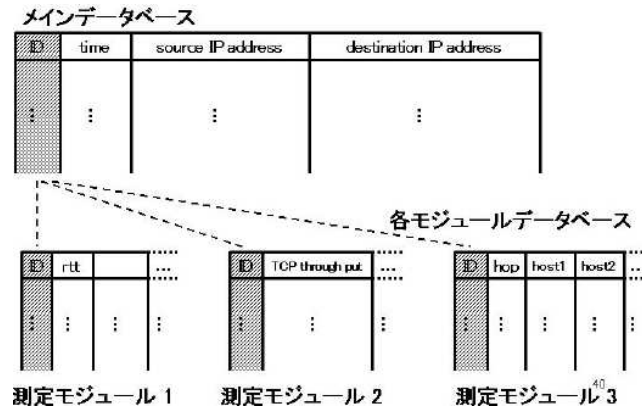 メインデータベース
ID time source IP address destination IP address
⋮ ⋮ ⋮ ⋮
各モジュールデータベース
ID rtt ... ID TCP through put ... ID hop host1 host2 ...
⋮ ⋮ ⋮ ⋮ ⋮ ⋮ ⋮ ⋮ ⋮ ⋮ ⋮ ⋮
測定モジュール 1 測定モジュール 2 測定モジュール 3
40